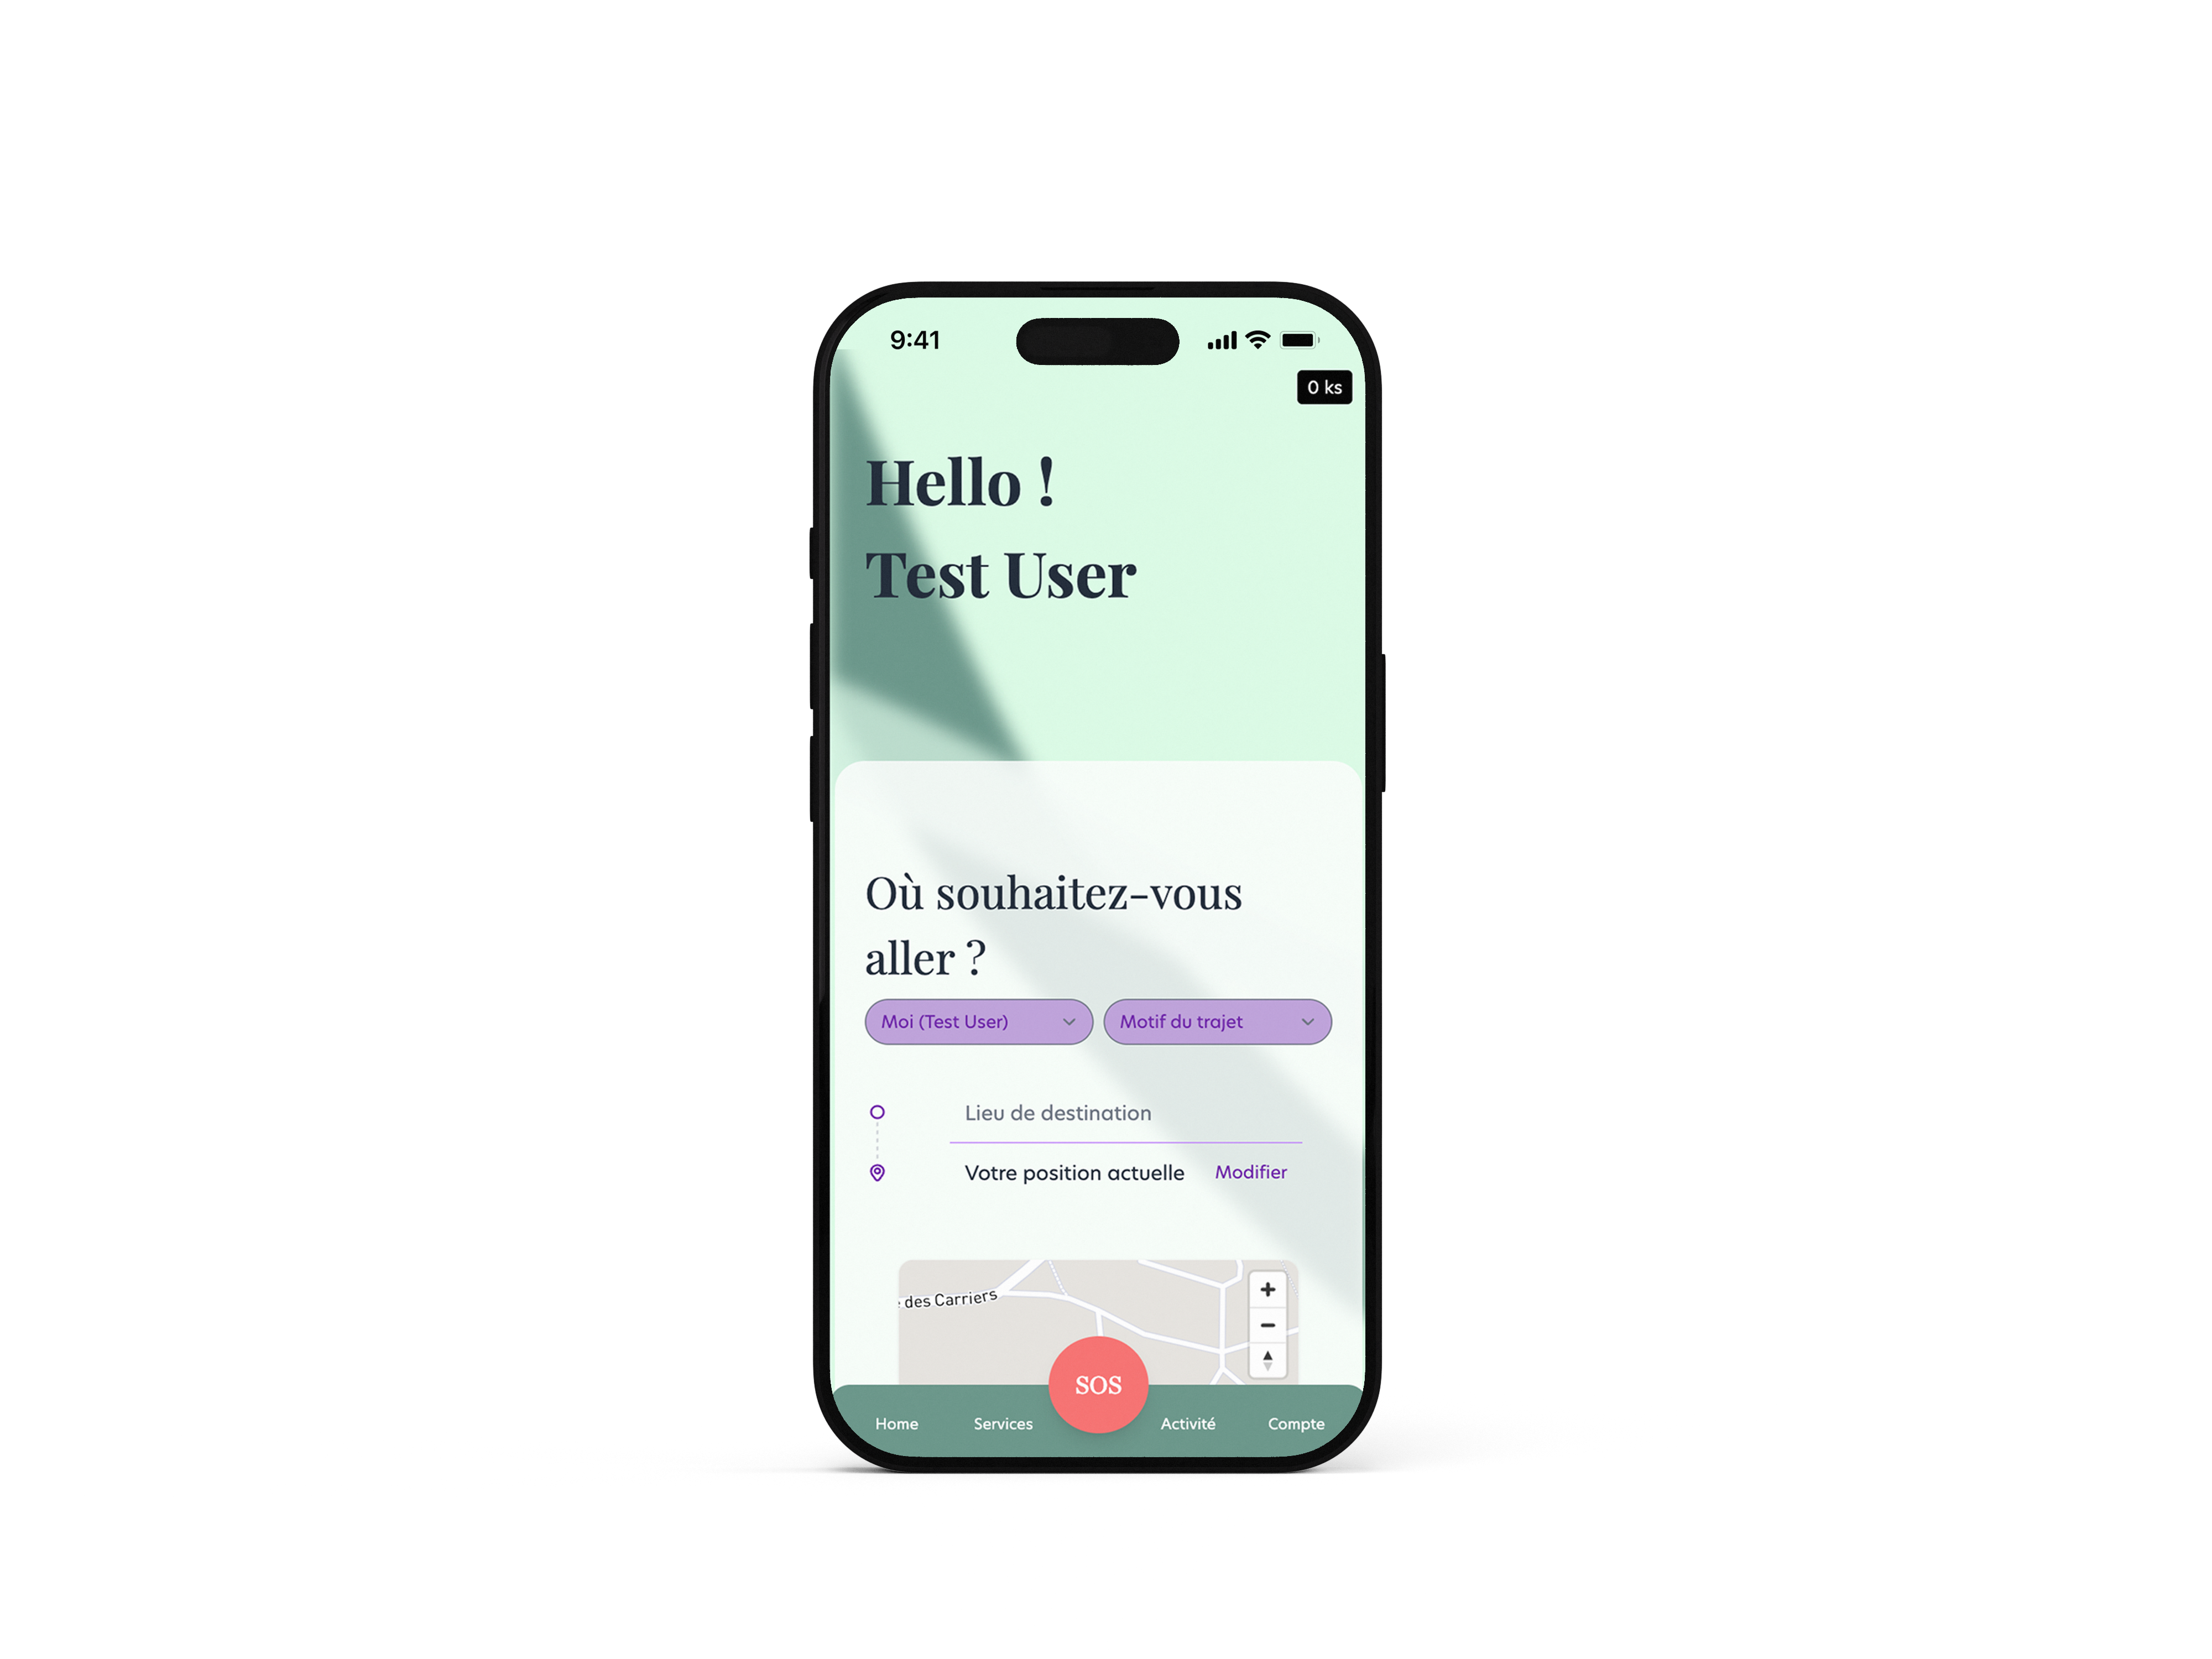 9:41
0 ks
Hello !
Test User
Où souhaitez-vous
aller ?
Moi (Test User)
Motif du trajet
Lieu de destination
Votre position actuelle
Modifier
des Carriers
SOS
Home
Services
Activité
Compte